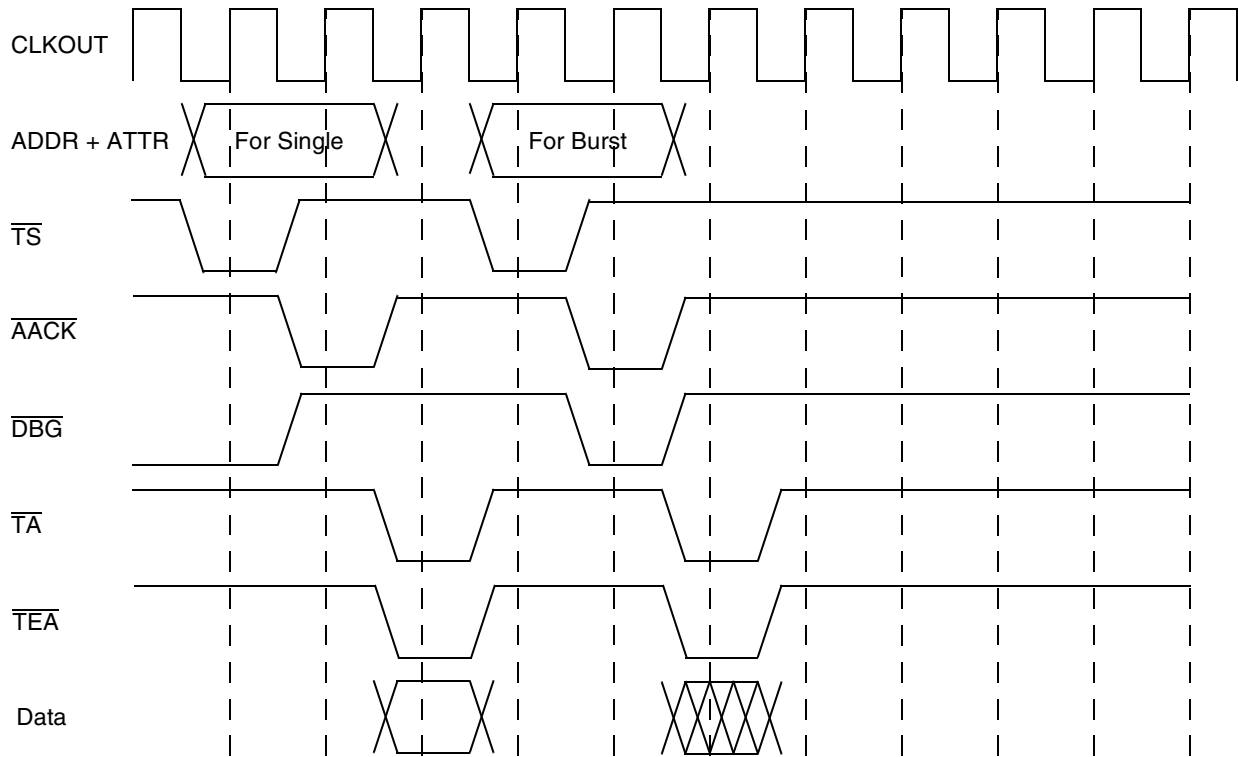 CLKOUT
ADDR + ATTR
For Single
For Burst
TS
AACK
DBG
TA
TEA
Data